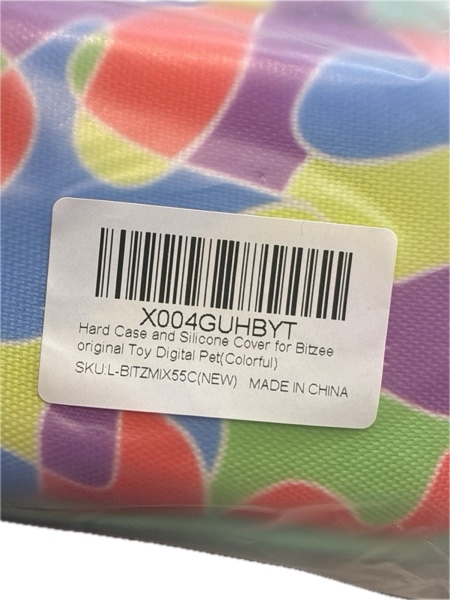 X004GUHBYT
Hard Case and Silicone Cover for Bitzee
original Toy Digital Pet(Colorful)
SKU:L-BITZMIX55C(NEW) MADE IN CHINA